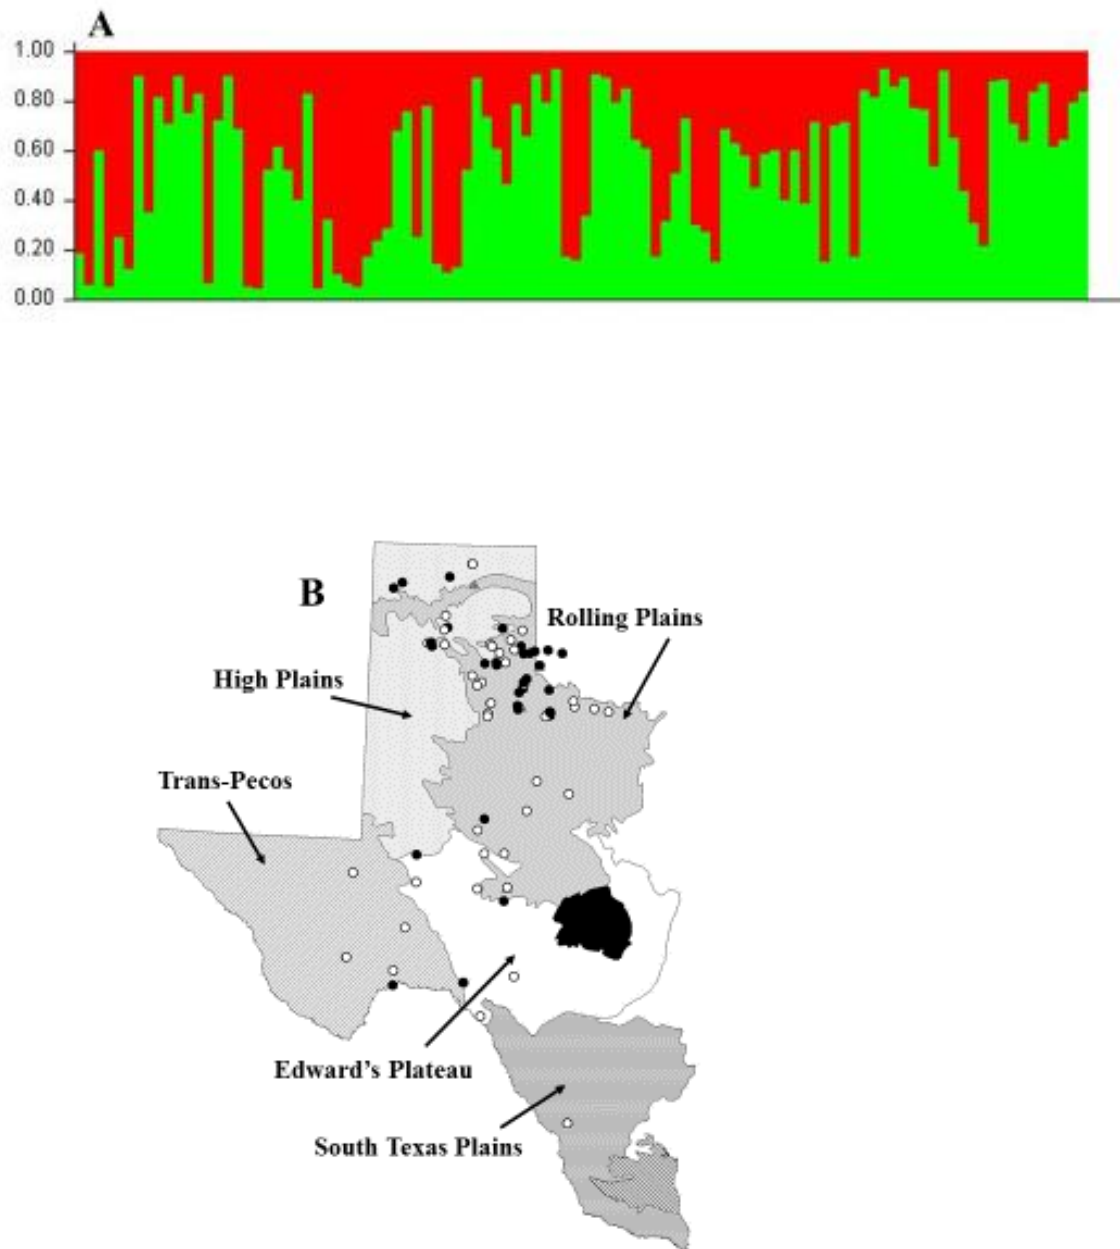 A
1.00
0.80
0.60
0.40
0.20
0.00
B
Rolling Plains
High Plains
Trans-Pecos
Edward's Plateau
South Texas Plains